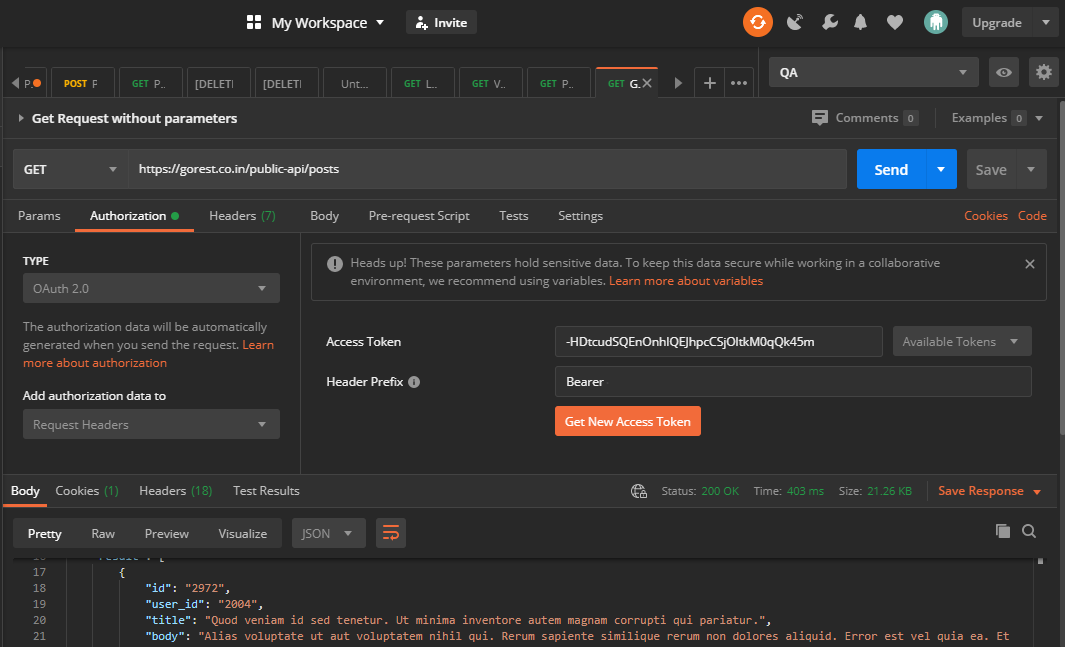 My Workspace Invite Upgrade
P.. POST F GET P.. [DELETI [DELETI Unt... GET L.. GET V.. GET P.. GET G. QA
Get Request without parameters Comments 0 Examples 0
GET https://gorest.co.in/public-api/posts Send Save
Params Authorization Headers (7) Body Pre-request Script Tests Settings Cookies Code
TYPE
OAuth 2.0
The authorization data will be automatically
generated when you send the request. Learn
more about authorization
Add authorization data to
Request Headers
Heads up! These parameters hold sensitive data. To keep this data secure while working in a collaborative
environment, we recommend using variables. Learn more about variables
Access Token -HDtcudSQEnOnhlQEJhpcCSjOltkM0qQk45m Available Tokens
Header Prefix Bearer
Get New Access Token
Body Cookies (1) Headers (18) Test Results Status: 200 OK Time: 403 ms Size: 21.26 KB Save Response
Pretty Raw Preview Visualize JSON
16 "result": [
17 {
18 "id": "2972",
19 "user_id": "2004",
20 "title": "Quod veniam id sed tenetur. Ut minima inventore autem magnam corrupti qui pariatur.",
21 "body": "Alias voluptate ut aut voluptatem nihil qui. Rerum sapiente similique rerum non dolores aliquid. Error est vel quia ea. Et